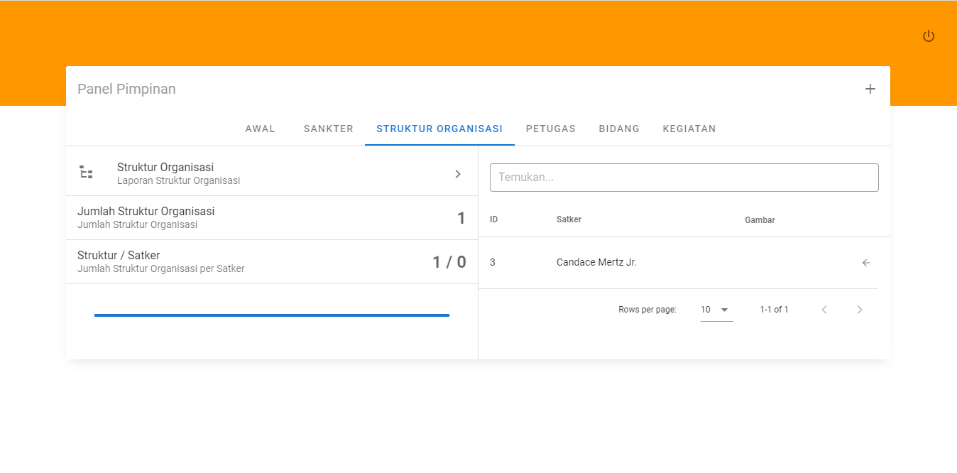 Panel Pimpinan
AWAL SANKTER STRUKTUR ORGANISASI PETUGAS BIDANG KEGIATAN
Struktur Organisasi
Laporan Struktur Organisasi
Jumlah Struktur Organisasi 1
Jumlah Struktur Organisasi
Struktur / Satker 1 / 0
Jumlah Struktur Organisasi per Satker
Temukan...
ID Satker Gambar
3 Candace Mertz Jr.
Rows per page: 10 1-1 of 1